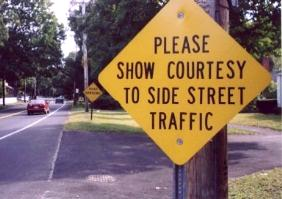 PLEASE
SHOW COURTESY
TO SIDE STREET
TRAFFIC